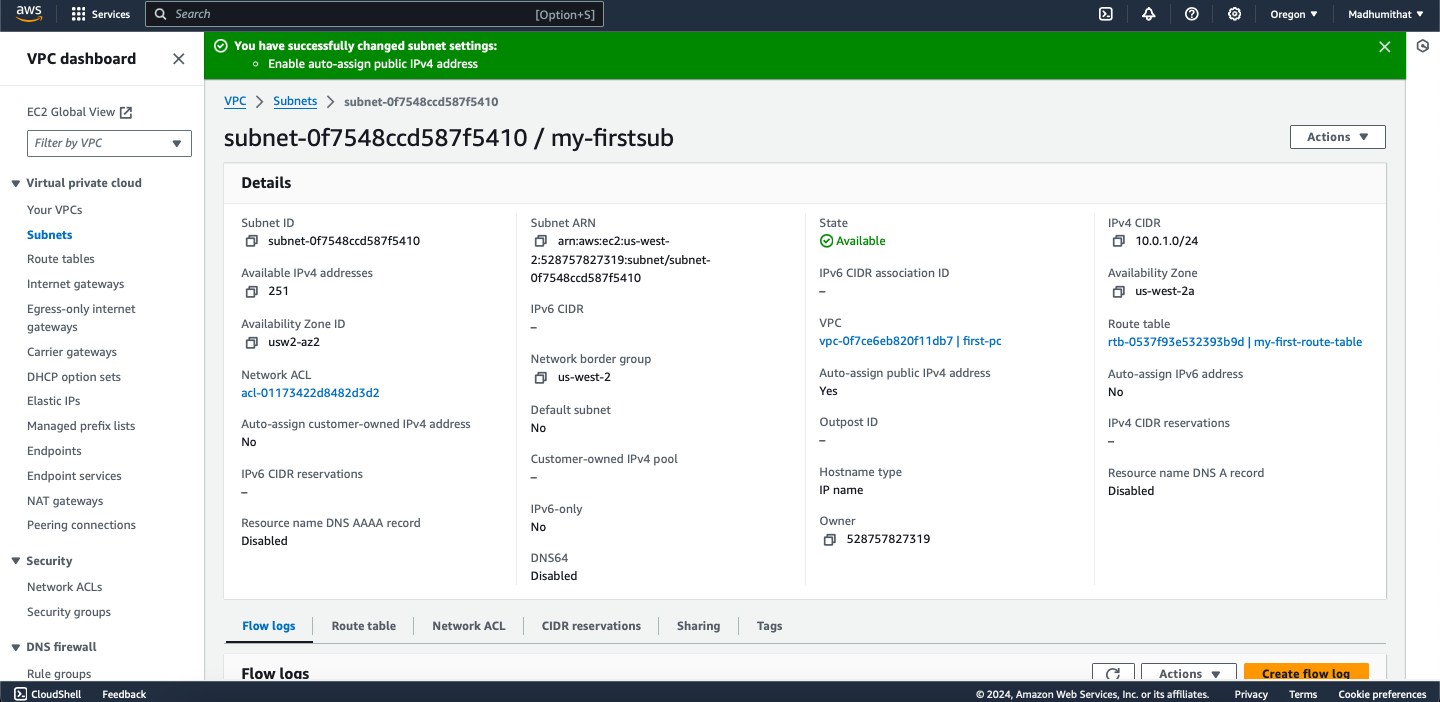 aws Services Search [Option+S] Oregon Madhumithat
VPC dashboard
EC2 Global View
Filter by VPC
Virtual private cloud
Your VPCs
Subnets
Route tables
Internet gateways
Egress-only internet
gateways
Carrier gateways
DHCP option sets
Elastic IPs
Managed prefix lists
Endpoints
Endpoint services
NAT gateways
Peering connections
Security
Network ACLs
Security groups
DNS firewall
Rule groups
You have successfully changed subnet settings:
Enable auto-assign public IPv4 address
VPC > Subnets > subnet-0f7548ccd587f5410
subnet-0f7548ccd587f5410 / my-firstsub
Actions
Details
Subnet ID
subnet-0f7548ccd587f5410
Available IPv4 addresses
251
Availability Zone ID
usw2-az2
Network ACL
acl-01173422d8482d3d2
Auto-assign customer-owned IPv4 address
No
IPv6 CIDR reservations
–
Resource name DNS AAAA record
Disabled
Subnet ARN
arn:aws:ec2:us-west-
2:528757827319:subnet/subnet-
0f7548ccd587f5410
IPv6 CIDR
–
Network border group
us-west-2
Default subnet
No
Customer-owned IPv4 pool
–
IPv6-only
No
DNS64
Disabled
State
Available
IPv6 CIDR association ID
–
VPC
vpc-0f7ce6eb820f11db7 | first-pc
Auto-assign public IPv4 address
Yes
Outpost ID
–
Hostname type
IP name
Owner
528757827319
IPv4 CIDR
10.0.1.0/24
Availability Zone
us-west-2a
Route table
rtb-0537f93e532393b9d | my-first-route-table
Auto-assign IPv6 address
No
IPv4 CIDR reservations
–
Resource name DNS A record
Disabled
Flow logs Route table Network ACL CIDR reservations Sharing Tags
Flow logs Actions Create flow log
CloudShell Feedback © 2024, Amazon Web Services, Inc. or its affiliates. Privacy Terms Cookie preferences